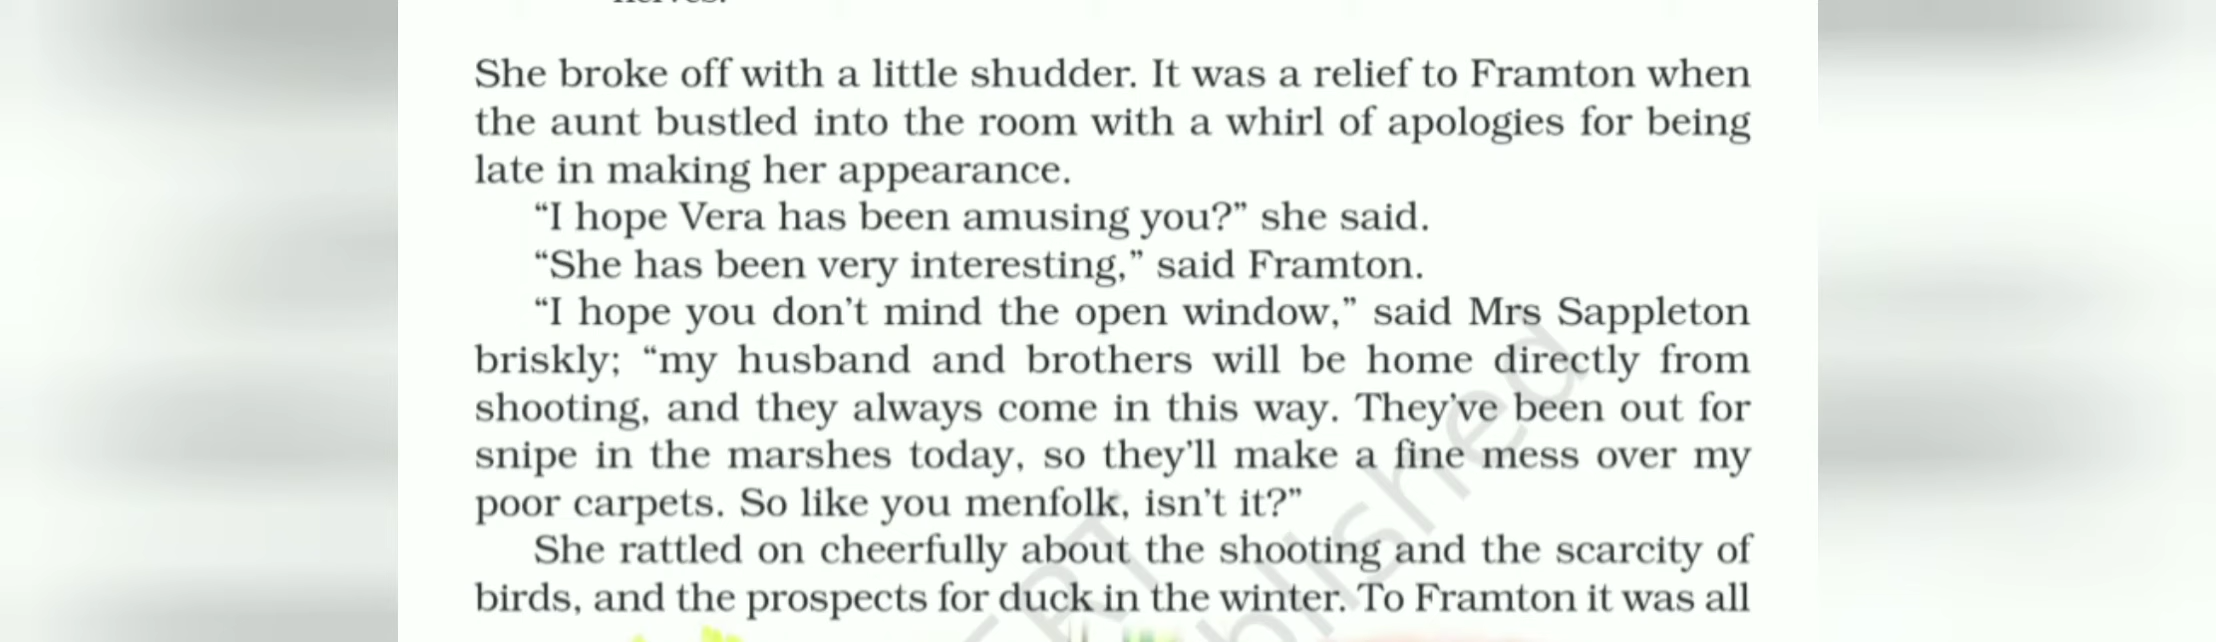 She broke off with a little shudder. It was a relief to Framton when
the aunt bustled into the room with a whirl of apologies for being
late in making her appearance.
“I hope Vera has been amusing you?” she said.
“She has been very interesting,” said Framton.
“I hope you don’t mind the open window,” said Mrs Sappleton
briskly; “my husband and brothers will be home directly from
shooting, and they always come in this way. They’ve been out for
snipe in the marshes today, so they’ll make a fine mess over my
poor carpets. So like you menfolk, isn’t it?”
She rattled on cheerfully about the shooting and the scarcity of
birds, and the prospects for duck in the winter. To Framton it was all